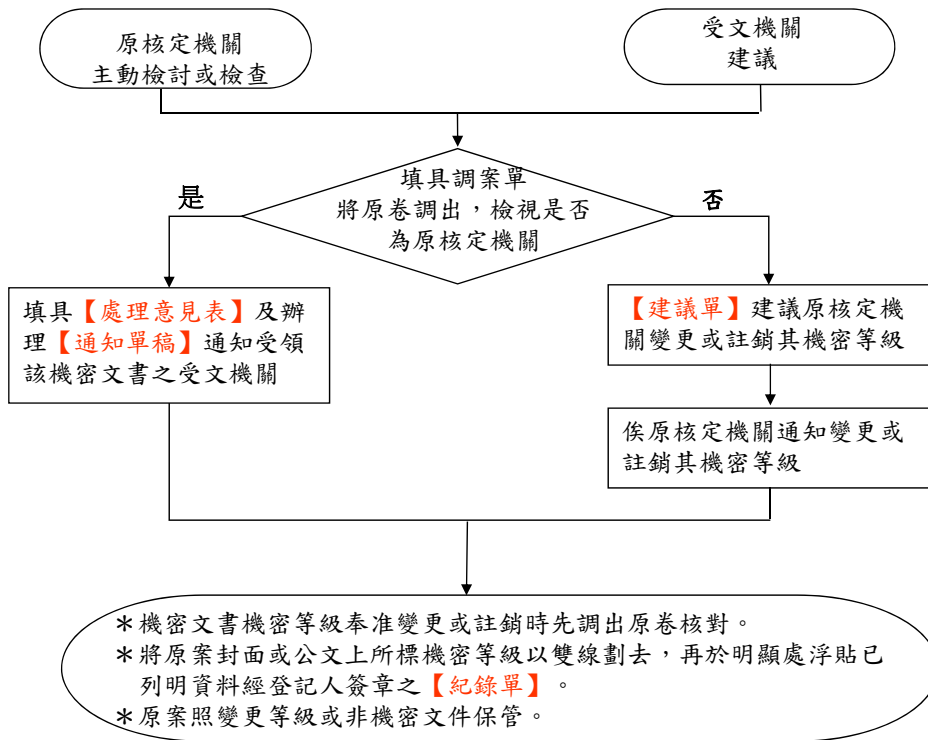 原核定機關
主動檢討或檢查
受文機關
建議
填具調案單
將原卷調出，檢視是否
為原核定機關
是
否
填具【處理意見表】及辦
理【通知單稿】通知受領
該機密文書之受文機關
【建議單】建議原核定機
關變更或註銷其機密等級
俟原核定機關通知變更或
註銷其機密等級
＊機密文書機密等級奉准變更或註銷時先調出原卷核對。
＊將原案封面或公文上所標機密等級以雙線劃去，再於明顯處浮貼已
列明資料經登記人簽章之【紀錄單】。
＊原案照變更等級或非機密文件保管。